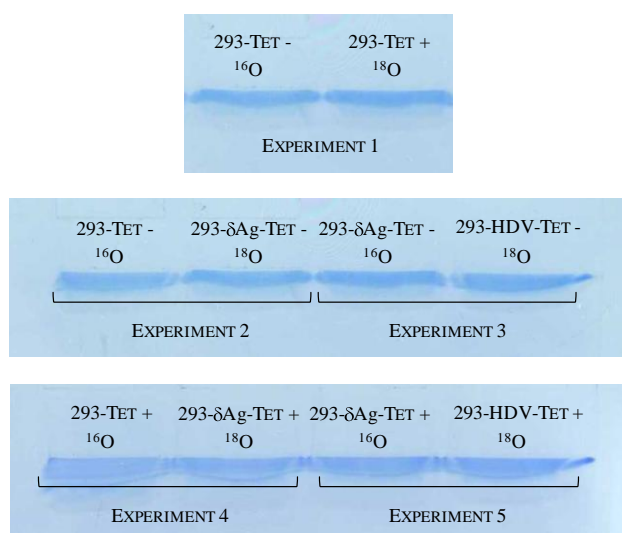 293-TET - 293-TET +
16O 18O
EXPERIMENT 1
293-TET - 293-δAg-TET - 293-δAg-TET - 293-HDV-TET -
16O 18O 16O 18O
EXPERIMENT 2 EXPERIMENT 3
293-TET + 293-δAg-TET + 293-δAg-TET + 293-HDV-TET +
16O 18O 16O 18O
EXPERIMENT 4 EXPERIMENT 5